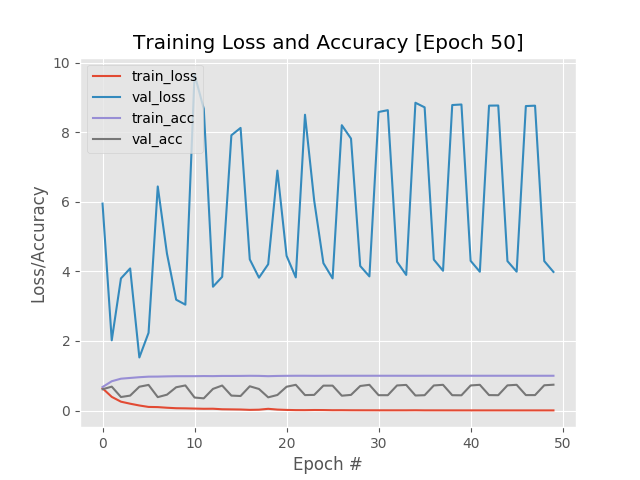 Training Loss and Accuracy [Epoch 50]
10
8
6
4
2
0
Loss/Accuracy
train_loss
val_loss
train_acc
val_acc
0 10 20 30 40 50
Epoch #